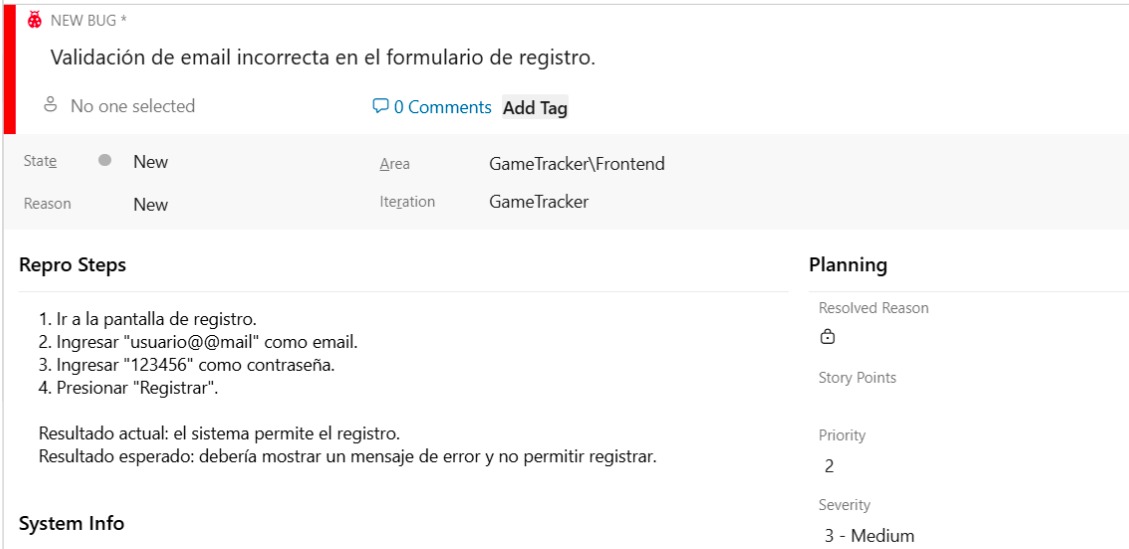 NEW BUG *
Validación de email incorrecta en el formulario de registro.
No one selected
0 Comments Add Tag
State New
Area GameTracker\Frontend
Reason New
Iteration GameTracker
Repro Steps
1. Ir a la pantalla de registro.
2. Ingresar "usuario@@mail" como email.
3. Ingresar "123456" como contraseña.
4. Presionar "Registrar".
Resultado actual: el sistema permite el registro.
Resultado esperado: debería mostrar un mensaje de error y no permitir registrar.
System Info
Planning
Resolved Reason
Story Points
Priority
2
Severity
3 - Medium